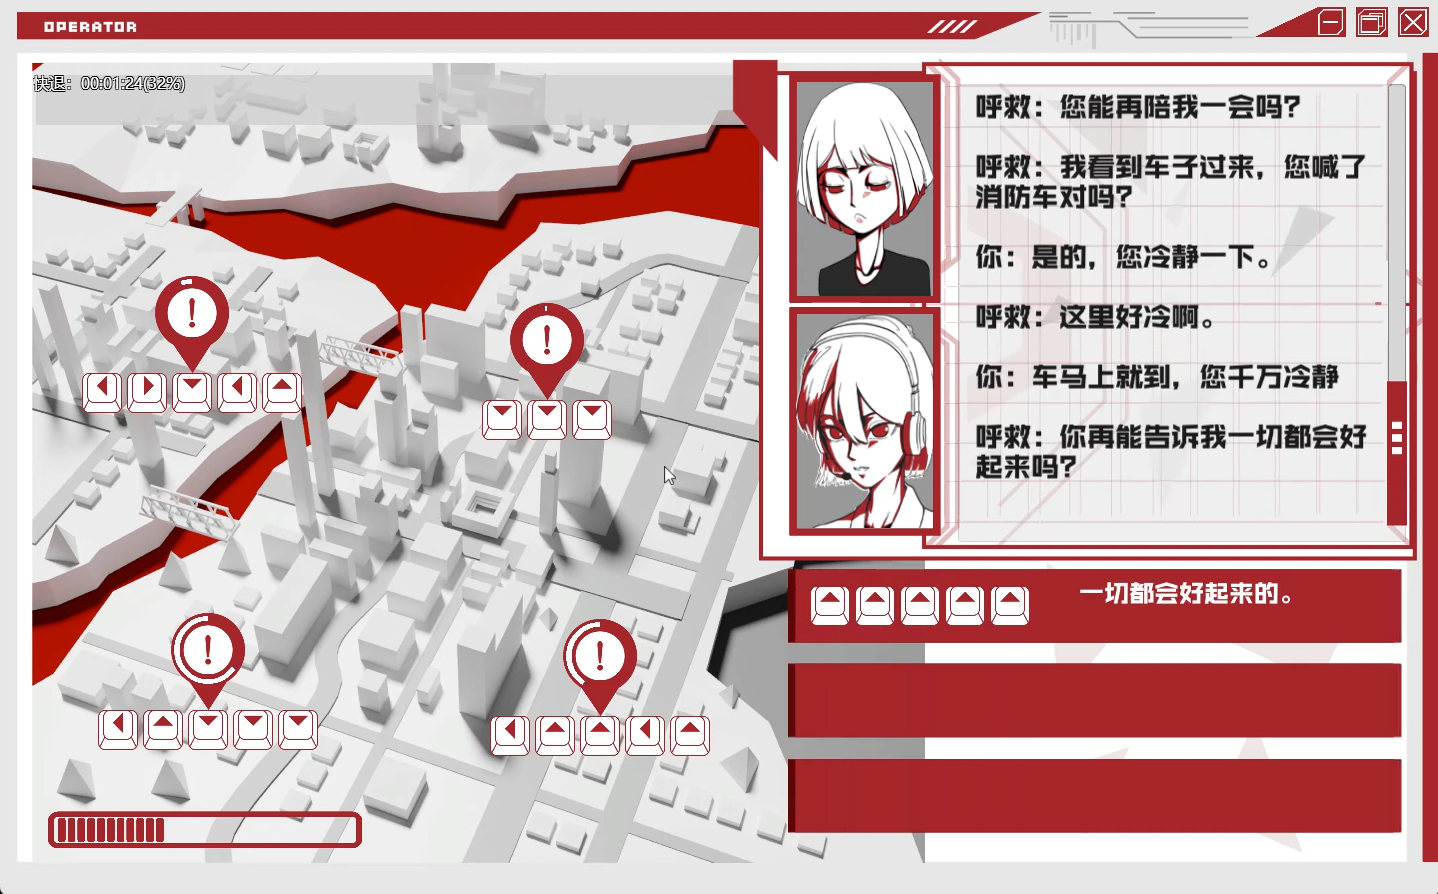 OPERATOR
快退：00:01:24(32%)
呼救：您能再陪我一会吗？
呼救：我看到车子过来，您喊了
消防车对吗？
你：是的，您冷静一下。
呼救：这里好冷啊。
你：车马上就到，您千万冷静
呼救：你再能告诉我一切都会好
起来吗？
一切都会好起来的。